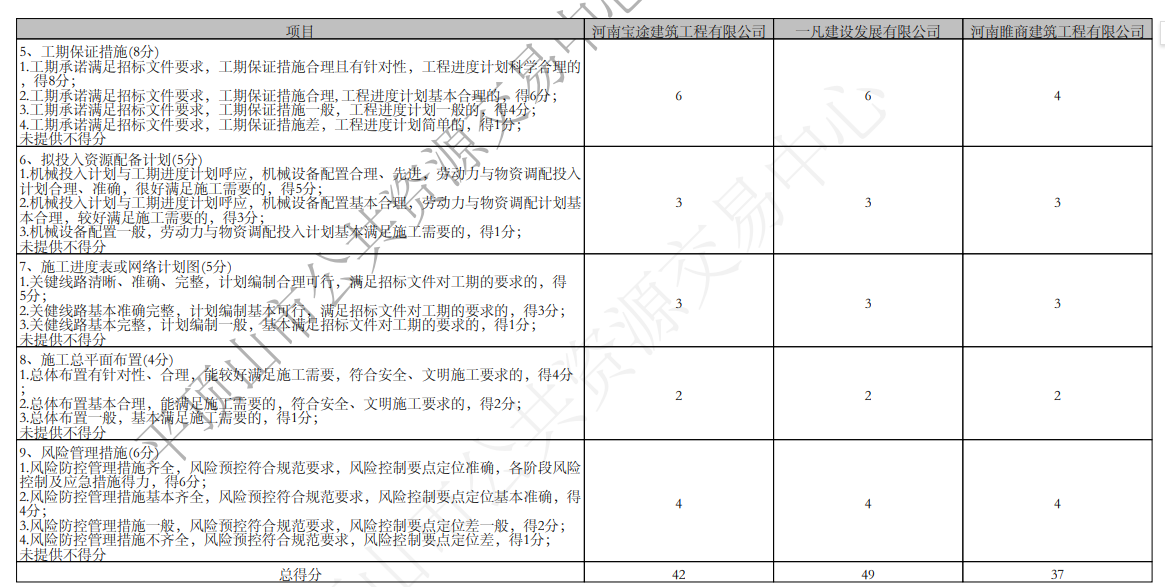 项目 河南宝途建筑工程有限公司 一凡建设发展有限公司 河南睢商建筑工程有限公司
5、工期保证措施(8分)
1.工期承诺满足招标文件要求，工期保证措施合理且有针对性，工程进度计划科学合理的
，得8分；
2.工期承诺满足招标文件要求，工期保证措施合理,工程进度计划基本合理的，得6分；
3.工期承诺满足招标文件要求，工期保证措施一般，工程进度计划一般的，得4分；
4.工期承诺满足招标文件要求，工期保证措施差，工程进度计划简单的，得1分；
未提供不得分
6 6 4
6、拟投入资源配备计划(5分)
1.机械投入计划与工期进度计划呼应，机械设备配置合理、先进，劳动力与物资调配投入
计划合理、准确，很好满足施工需要的，得5分；
2.机械投入计划与工期进度计划呼应，机械设备配置基本合理，劳动力与物资调配计划基
本合理，较好满足施工需要的，得3分；
3.机械设备配置一般，劳动力与物资调配投入计划基本满足施工需要的，得1分；
未提供不得分
3 3 3
7、施工进度表或网络计划图(5分)
1.关键线路清晰、准确、完整，计划编制合理可行，满足招标文件对工期的要求的，得
5分；
2.关键线路基本准确完整，计划编制基本可行，满足招标文件对工期的要求的，得3分；
3.关键线路基本完整，计划编制一般，基本满足招标文件对工期的要求的，得1分；
未提供不得分
3 3 3
8、施工总平面布置(4分)
1.总体布置有针对性、合理，能较好满足施工需要，符合安全、文明施工要求的，得4分
；
2.总体布置基本合理，能满足施工需要的，符合安全、文明施工要求的，得2分；
3.总体布置一般，基本满足施工需要的，得1分；
未提供不得分
2 2 2
9、风险管理措施(6分)
1.风险防控管理措施齐全，风险预控符合规范要求，风险控制要点定位准确，各阶段风险
控制及应急措施得力，得6分；
2.风险防控管理措施基本齐全，风险预控符合规范要求，风险控制要点定位基本准确，得
4分；
3.风险防控管理措施一般，风险预控符合规范要求，风险控制要点定位差一般，得2分；
4.风险防控管理措施不齐全，风险预控符合规范要求，风险控制要点定位差，得1分；
未提供不得分
4 4 4
总得分 42 49 37
平顶山市公共资源交易中心
公共资源交易中心